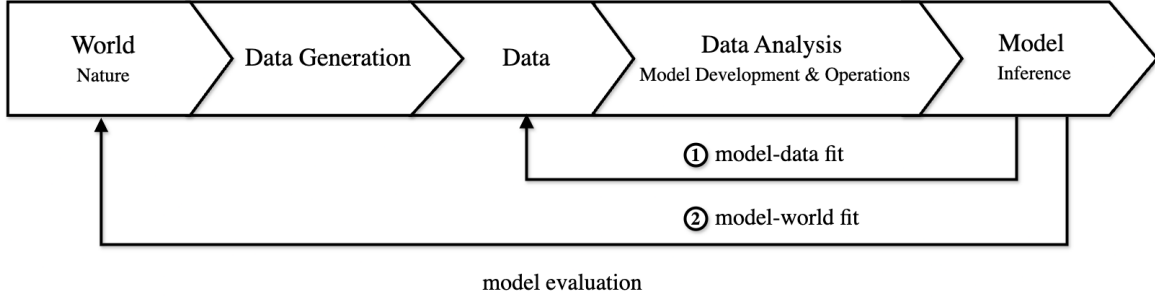 World
Nature
Data Generation
Data
Data Analysis
Model Development & Operations
Model
Inference
① model-data fit
② model-world fit
model evaluation